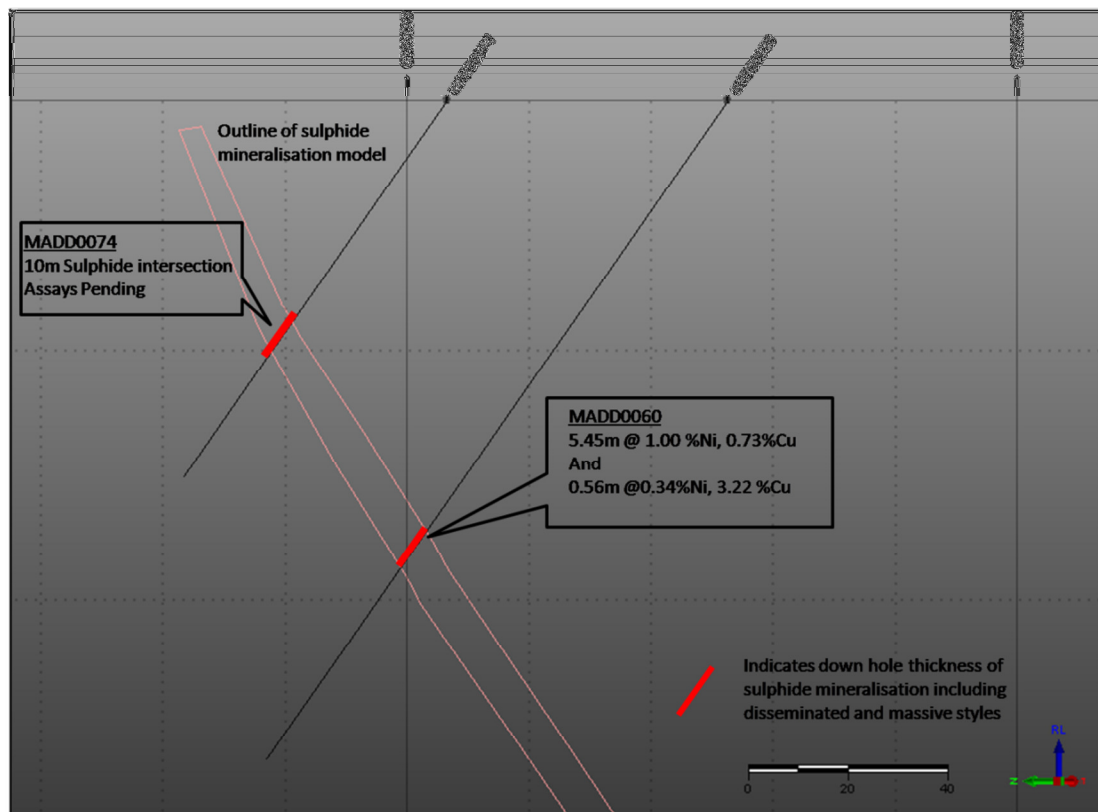 Outline of sulphide
mineralisation model
MADD0074
10m Sulphide intersection
Assays Pending
MADD0060
5.45m @ 1.00 %Ni, 0.73%Cu
And
0.56m @0.34%Ni, 3.22 %Cu
Indicates down hole thickness of
sulphide mineralisation including
disseminated and massive styles
RL
0 20 40